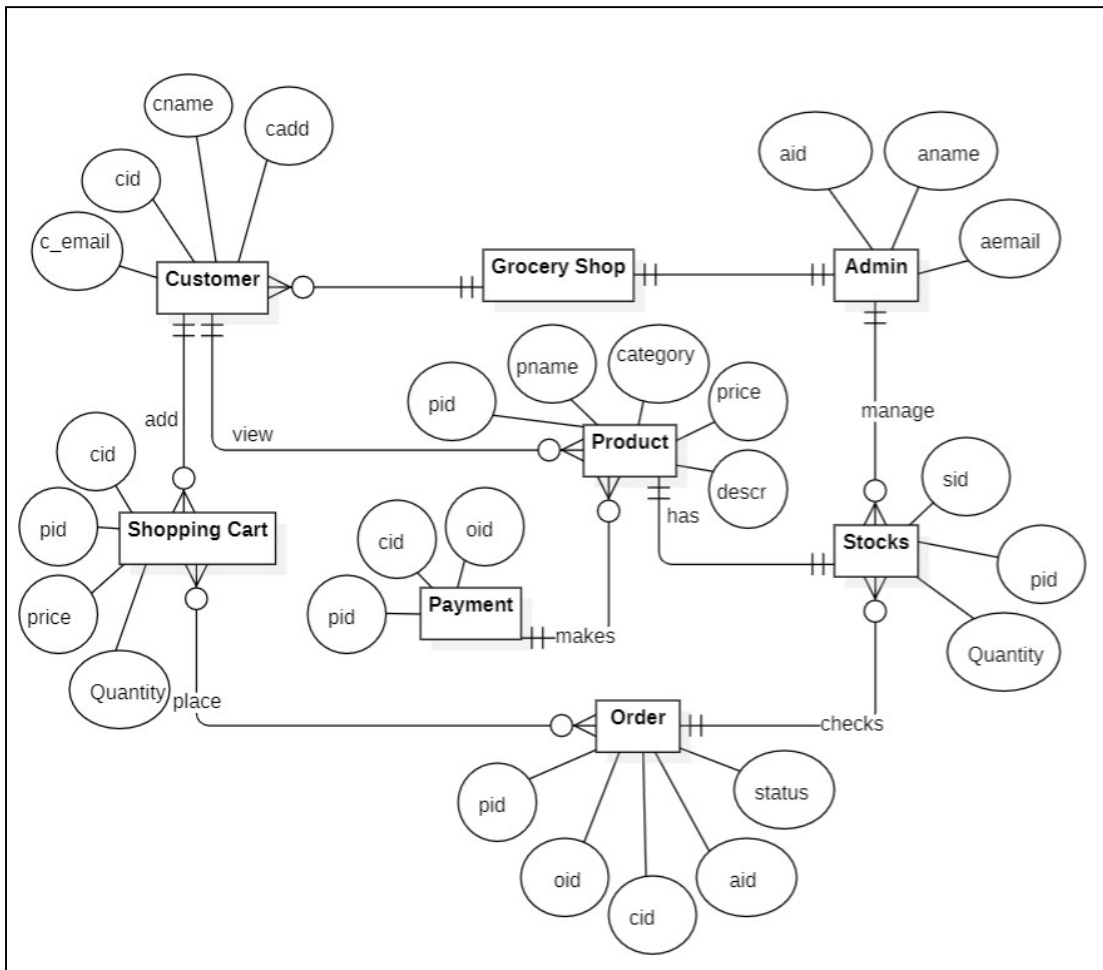 cname
cadd
cid
c_email
Customer
Grocery Shop
aid
aname
aemail
Admin
pid
pname
category
price
descr
Product
add
view
manage
has
cid
pid
price
Quantity
Shopping Cart
pid
cid
oid
Payment
makes
sid
pid
Quantity
Stocks
place
checks
Order
pid
oid
cid
aid
status